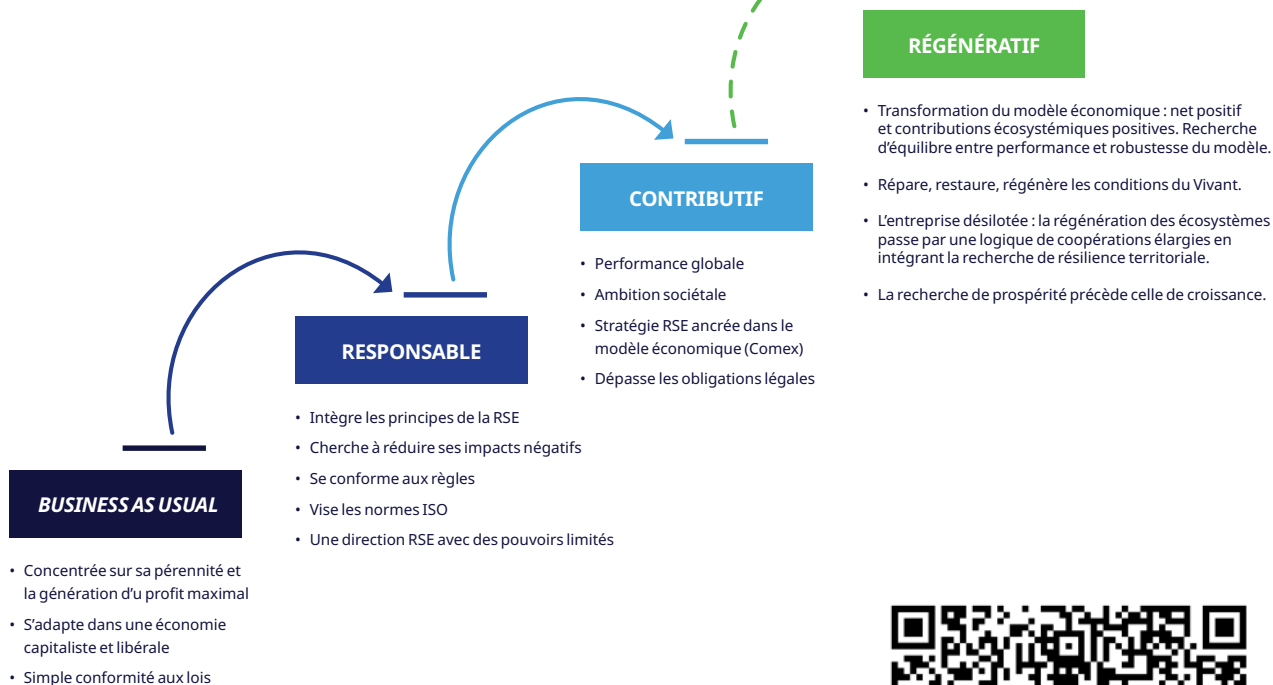 RÉGÉNÉRATIF
• Transformation du modèle économique : net positif
et contributions écosystémiques positives. Recherche
d’équilibre entre performance et robustesse du modèle.
• Répare, restaure, régénère les conditions du Vivant.
• L’entreprise désilotée : la régénération des écosystèmes
passe par une logique de coopérations élargies en
intégrant la recherche de résilience territoriale.
• La recherche de prospérité précède celle de croissance.
CONTRIBUTIF
• Performance globale
• Ambition sociétale
• Stratégie RSE ancrée dans le
modèle économique (Comex)
• Dépasse les obligations légales
RESPONSABLE
• Intègre les principes de la RSE
• Cherche à réduire ses impacts négatifs
• Se conforme aux règles
• Vise les normes ISO
• Une direction RSE avec des pouvoirs limités
BUSINESS AS USUAL
• Concentrée sur sa pérennité et
la génération d’u profit maximal
• S’adapte dans une économie
capitaliste et libérale
• Simple conformité aux lois